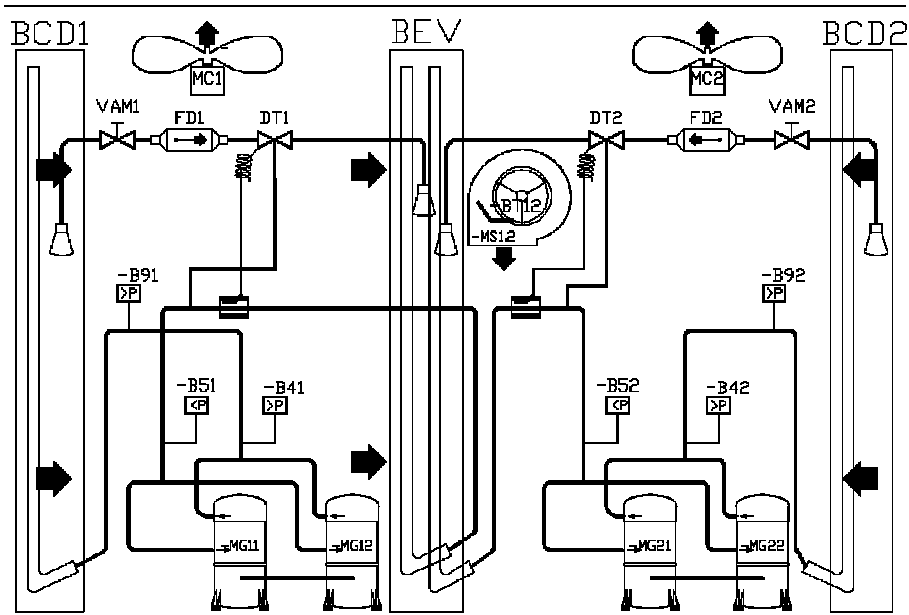 BCD1
BEV
BCD2
MC1
MC2
VAM1
FD1
DT1
DT2
FD2
VAM2
-BT12
-MS12
-B91
>P
-B92
>P
-B51
<P
-B41
>P
-B52
<P
-B42
>P
MG11
MG12
MG21
MG22